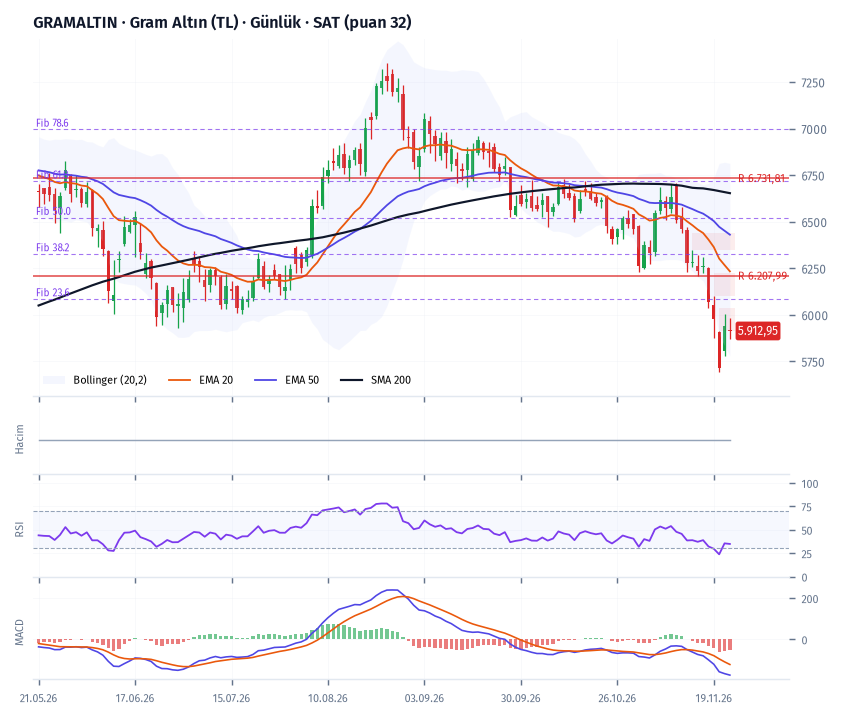 GRAMALTIN · Gram Altın (TL) · Günlük · SAT (puan 32)
7250
Fib 78.6
7000
6750
R 6.731,81
Fib 50.0
6500
Fib 38.2
6250
R 6.207,99
Fib 23.6
6000
5.912,95
5750
Bollinger (20,2)
EMA 20
EMA 50
SMA 200
Hacim
100
75
RSI
50
25
0
200
MACD
0
21.05.26
17.06.26
15.07.26
10.08.26
03.09.26
30.09.26
26.10.26
19.11.26